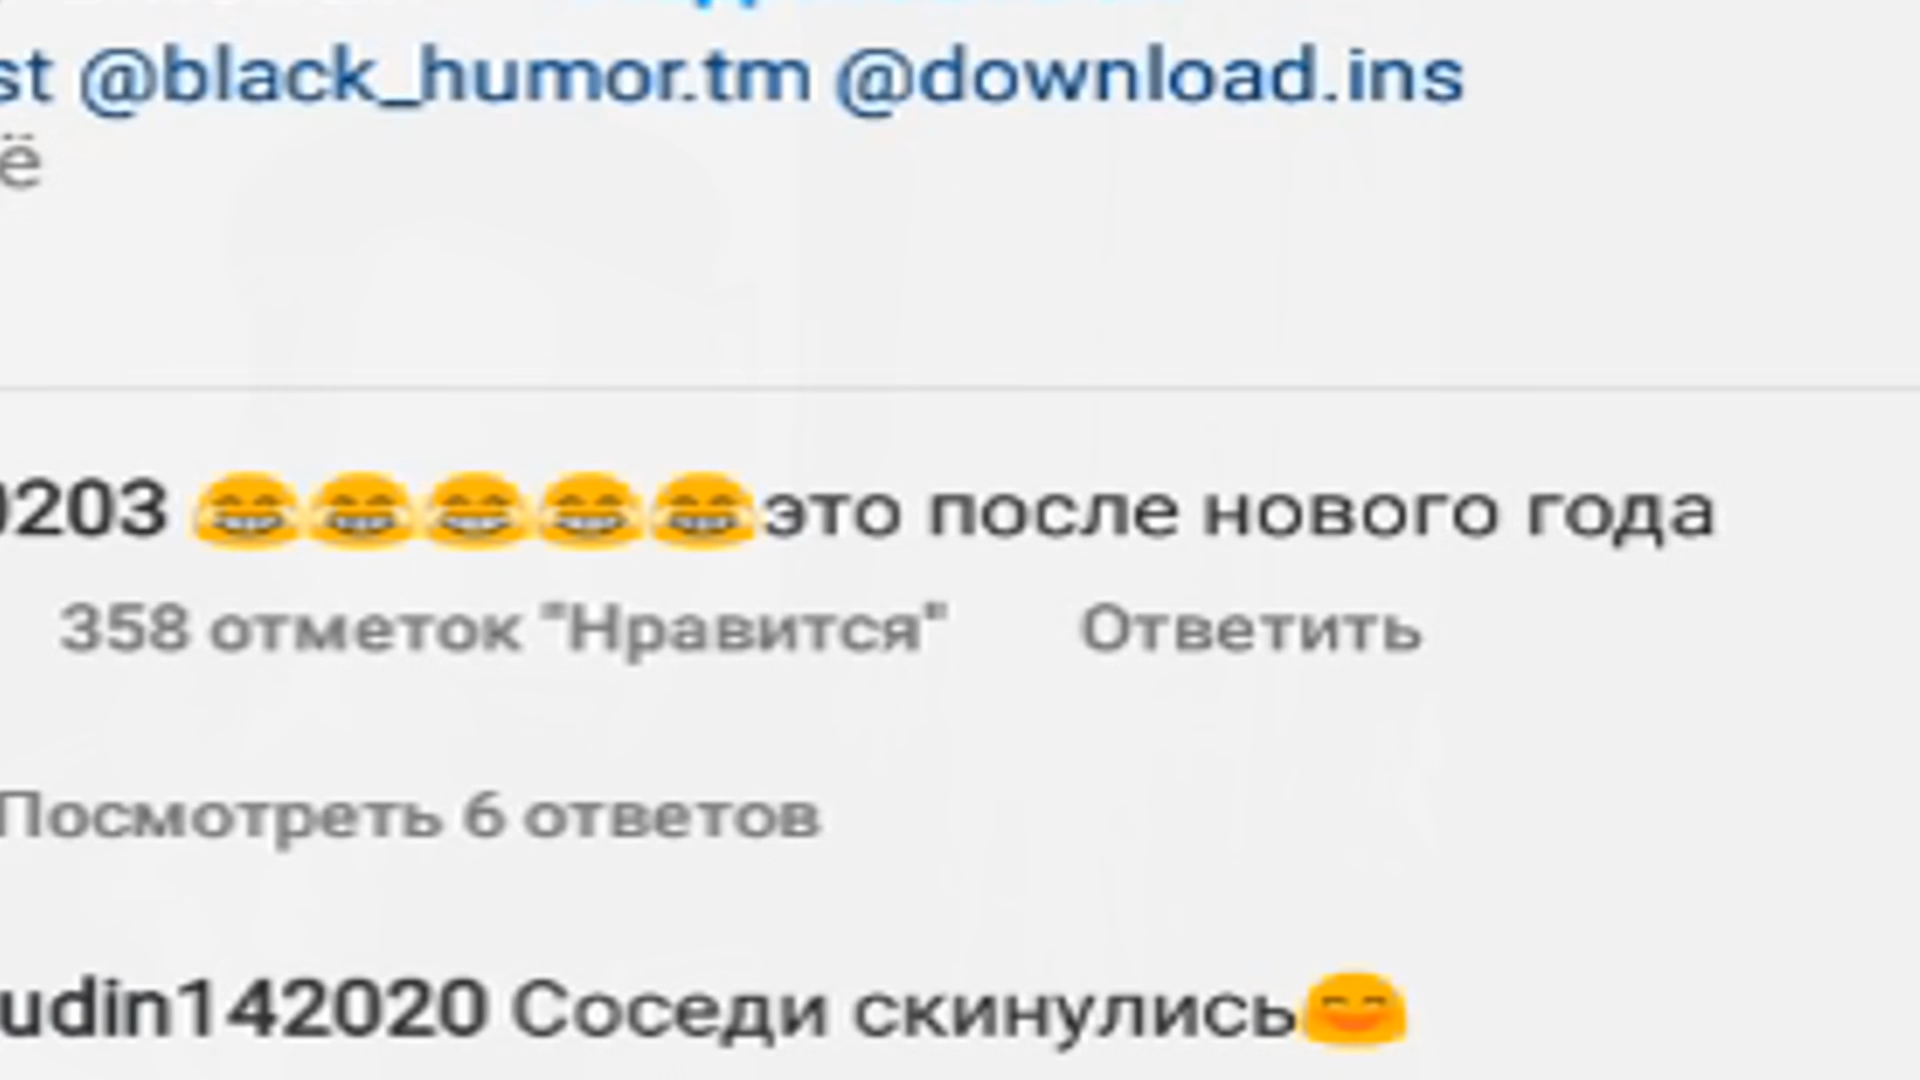 st @black_humor.tm @download.ins
ё
0203 😂😂😂😂😂это после нового года
358 отметок "Нравится" Ответить
Посмотреть 6 ответов
udin142020 Соседи скинулись😊